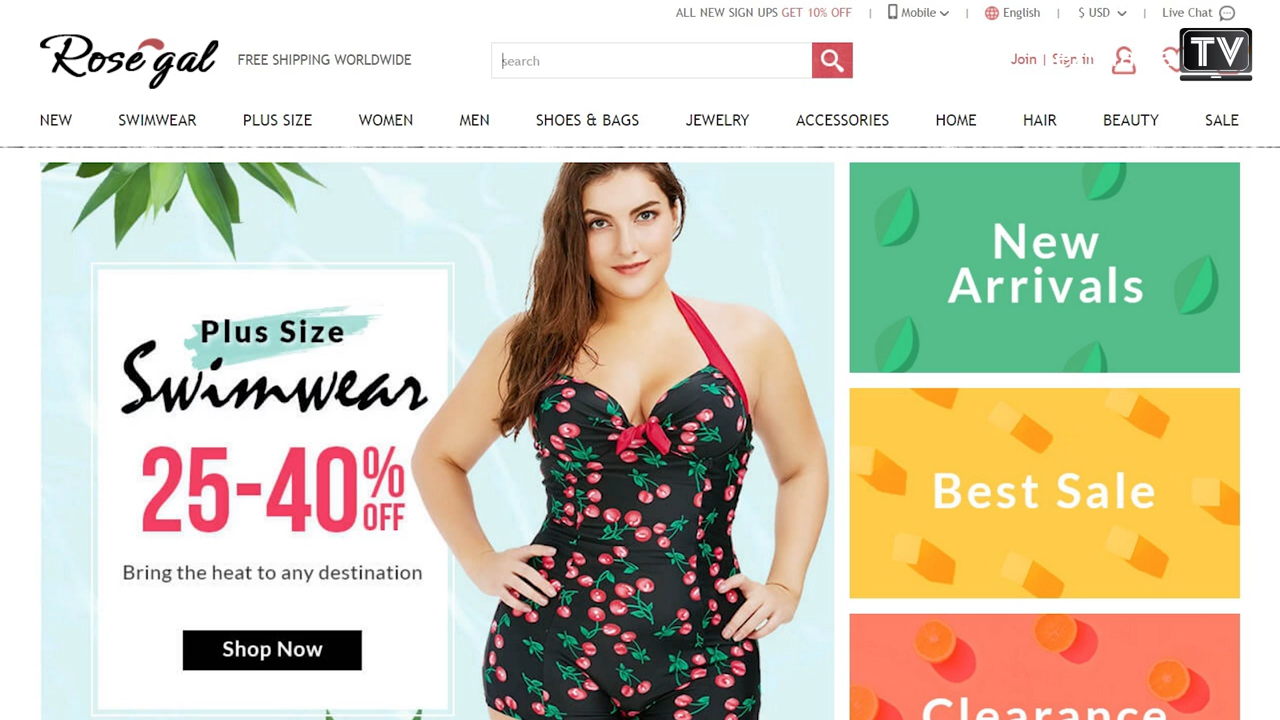 ALL NEW SIGN UPS GET 10% OFF | Mobile | English | $ USD | Live Chat
Rosegal
FREE SHIPPING WORLDWIDE
search
Join | Sign in
TV
NEW SWIMWEAR PLUS SIZE WOMEN MEN SHOES & BAGS JEWELRY ACCESSORIES HOME HAIR BEAUTY SALE
Plus Size
Swimwear
25-40%
OFF
Bring the heat to any destination
Shop Now
New
Arrivals
Best Sale
Clearance